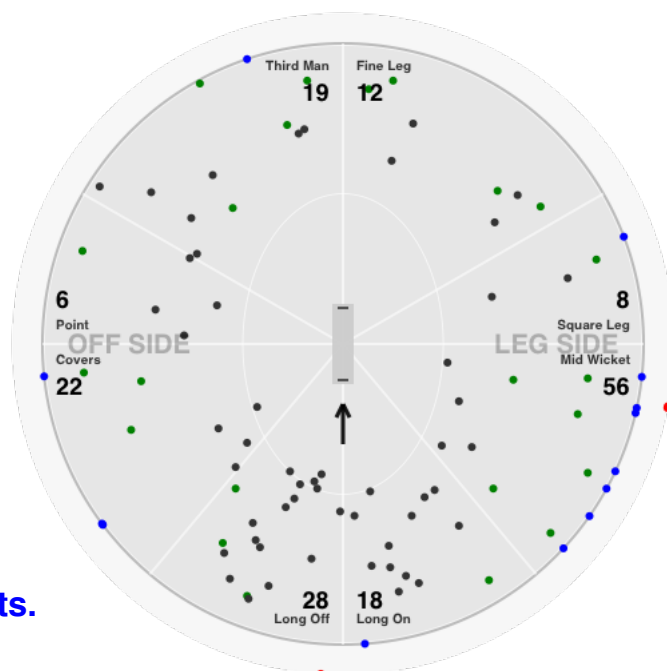 Third Man
19
Fine Leg
12
6
Point
OFF SIDE
Covers
22
8
Square Leg
LEG SIDE
Mid Wicket
56
28
Long Off
18
Long On
ts.